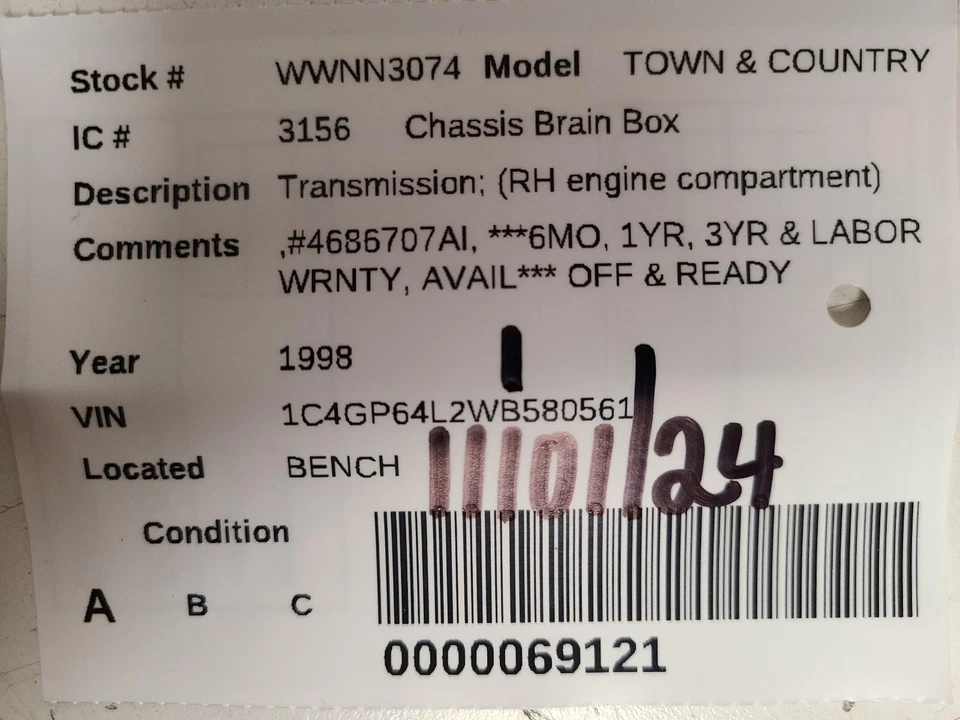 Stock # WWNN3074 Model TOWN & COUNTRY
IC # 3156 Chassis Brain Box
Description Transmission; (RH engine compartment)
Comments ,#4686707AI, ***6MO, 1YR, 3YR & LABOR
WRNTY, AVAIL*** OFF & READY
Year 1998
VIN 1C4GP64L2WB580561
Located BENCH
11/01/24
Condition
A B C
0000069121